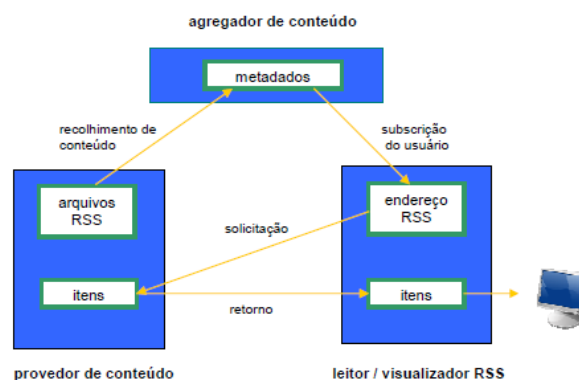 agregador de conteúdo
metadados
recolhimento de
conteúdo
subscrição
do usuário
arquivos
RSS
endereço
RSS
solicitação
itens
itens
retorno
provedor de conteúdo
leitor / visualizador RSS